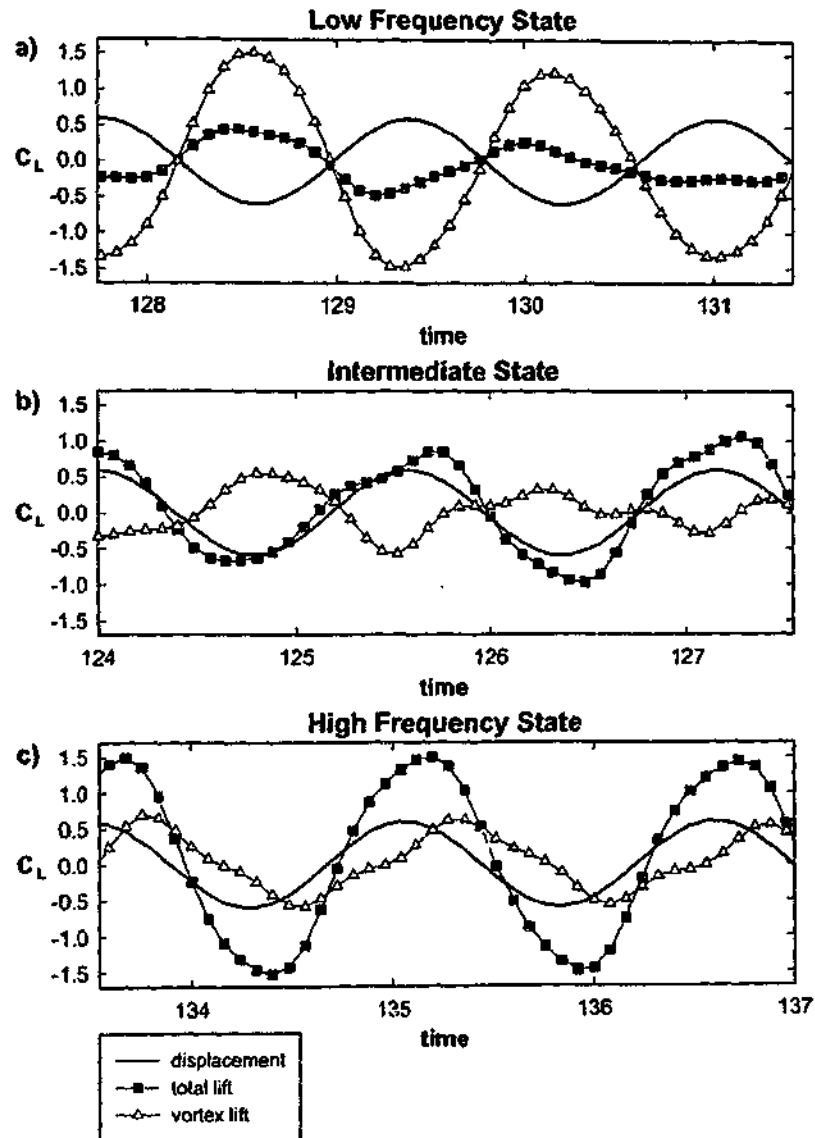 Low Frequency State
a)
1.5
1.0
0.5
0.0
-0.5
-1.0
-1.5
C L
128 129 130 131
time
Intermediate State
b)
1.5
1.0
0.5
0.0
-0.5
-1.0
-1.5
C L
124 125 126 127
time
High Frequency State
c)
1.5
1.0
0.5
0.0
-0.5
-1.0
-1.5
C L
134 135 136 137
time
displacement
total lift
vortex lift